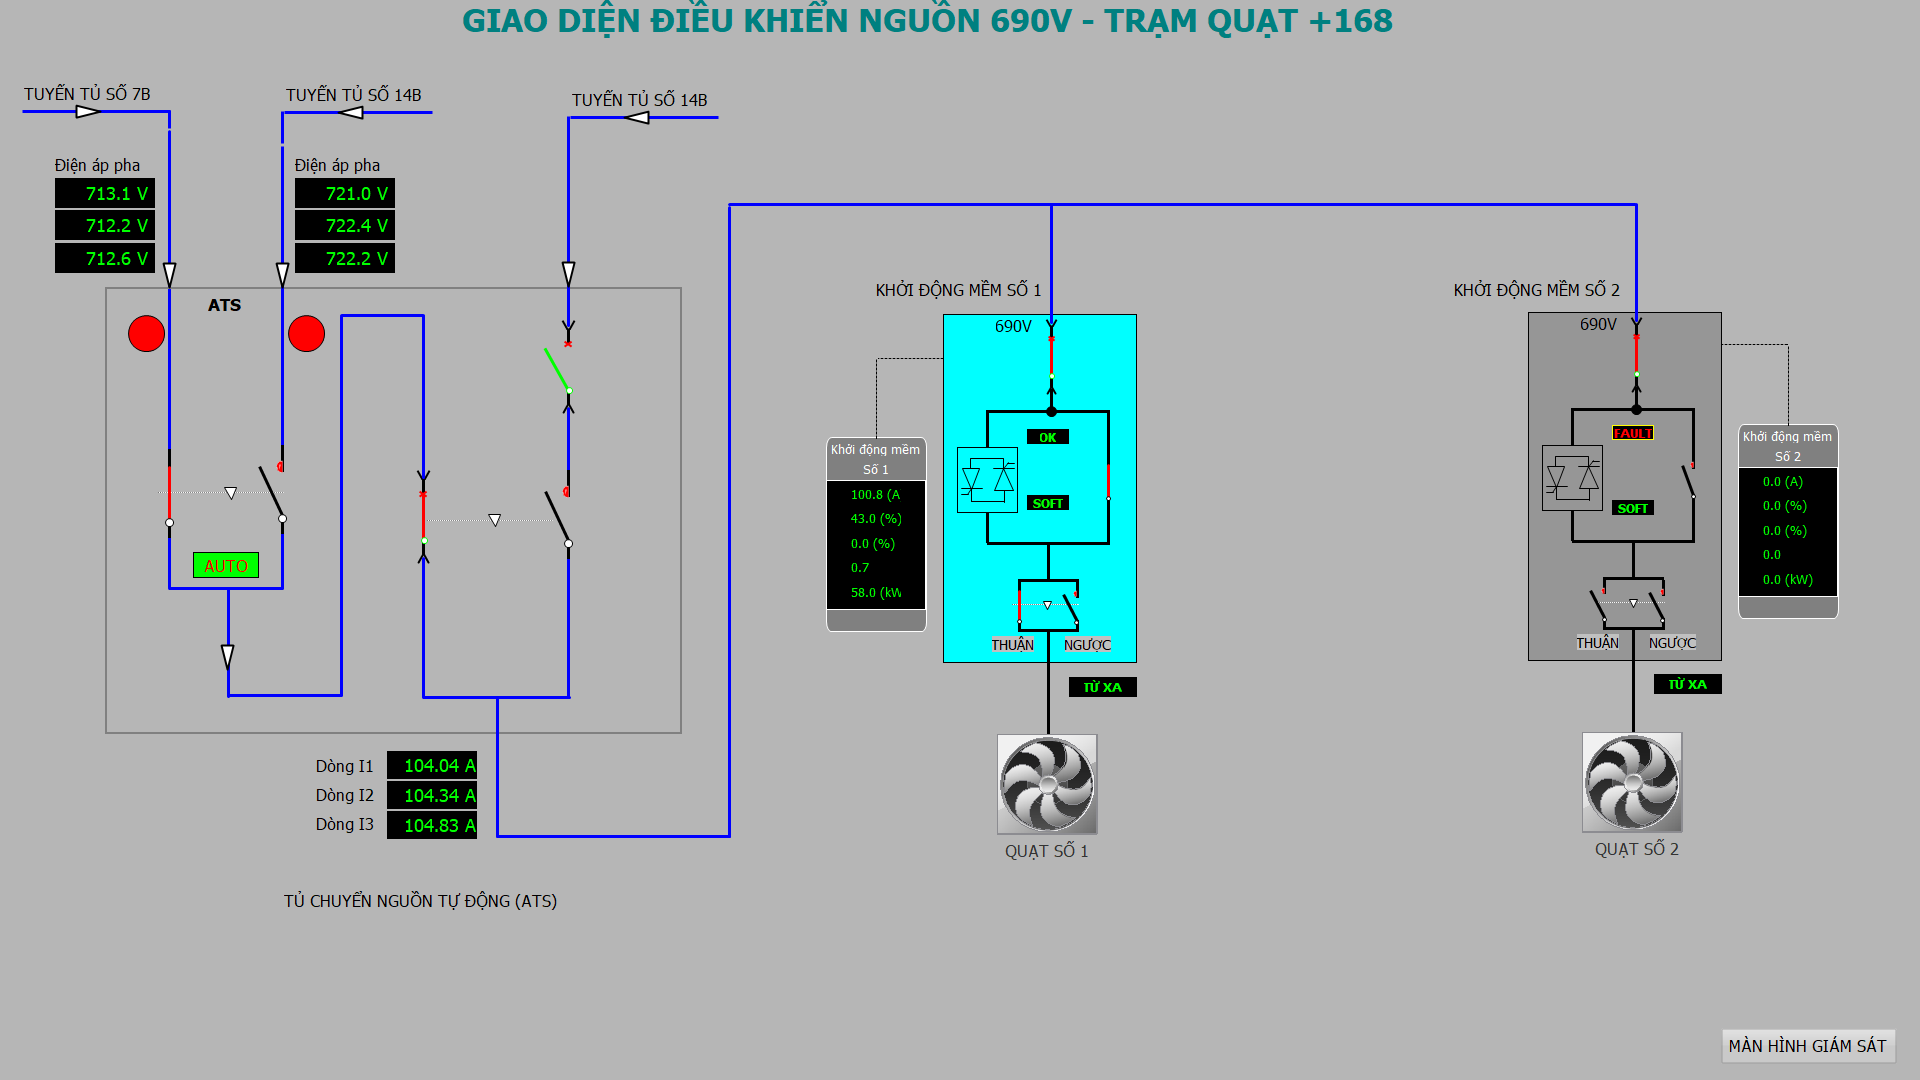 GIAO DIỆN ĐIỀU KHIỂN NGUỒN 690V - TRẠM QUẠT +168
TUYẾN TỦ SỐ 7B
TUYẾN TỦ SỐ 14B
TUYẾN TỦ SỐ 14B
Điện áp pha
713.1 V
712.2 V
712.6 V
Điện áp pha
721.0 V
722.4 V
722.2 V
ATS
AUTO
Dòng I1 104.04 A
Dòng I2 104.34 A
Dòng I3 104.83 A
TỦ CHUYỂN NGUỒN TỰ ĐỘNG (ATS)
KHỞI ĐỘNG MỀM SỐ 1
690V
OK
SOFT
THUẬN NGƯỢC
TỪ XA
Khởi động mềm
Số 1
100.8 (A
43.0 (%)
0.0 (%)
0.7
58.0 (kW
QUẠT SỐ 1
KHỞI ĐỘNG MỀM SỐ 2
690V
FAULT
SOFT
THUẬN NGƯỢC
TỪ XA
Khởi động mềm
Số 2
0.0 (A)
0.0 (%)
0.0 (%)
0.0
0.0 (kW)
QUẠT SỐ 2
MÀN HÌNH GIÁM SÁT